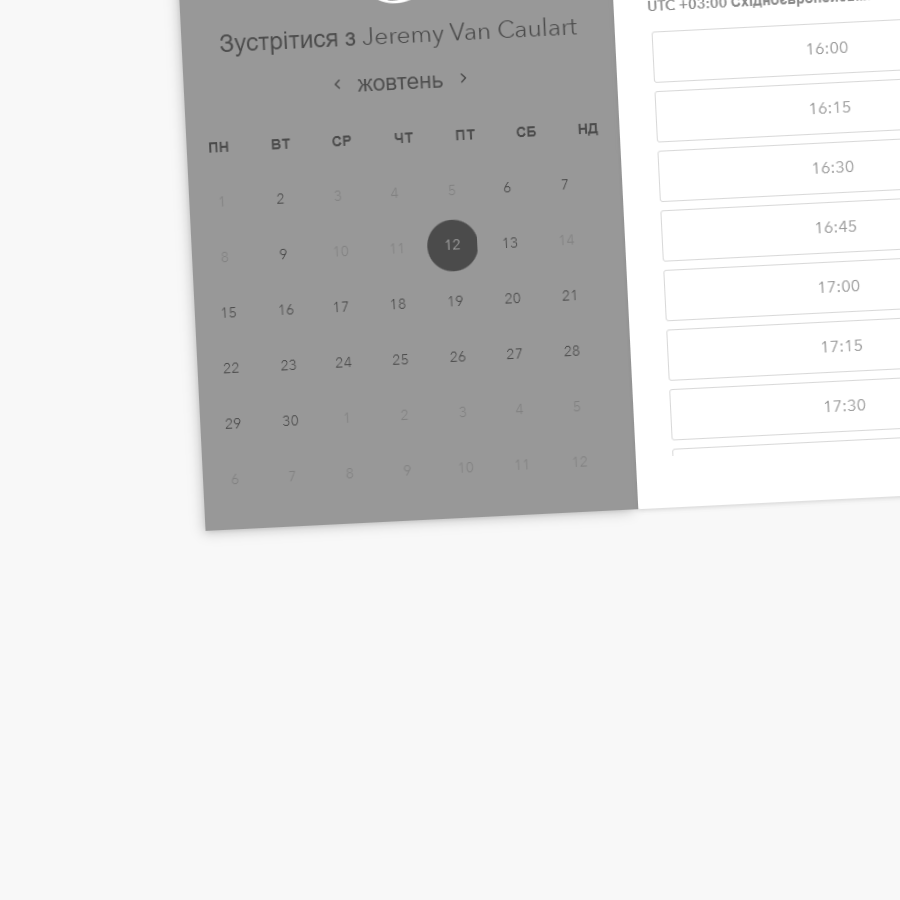 Зустрітися з Jeremy Van Caulart
‹ жовтень ›
ПН ВТ СР ЧТ ПТ СБ НД
1 2 3 4 5 6 7
8 9 10 11 12 13 14
15 16 17 18 19 20 21
22 23 24 25 26 27 28
29 30 1 2 3 4 5
6 7 8 9 10 11 12
UTC +03:00
16:00
16:15
16:30
16:45
17:00
17:15
17:30